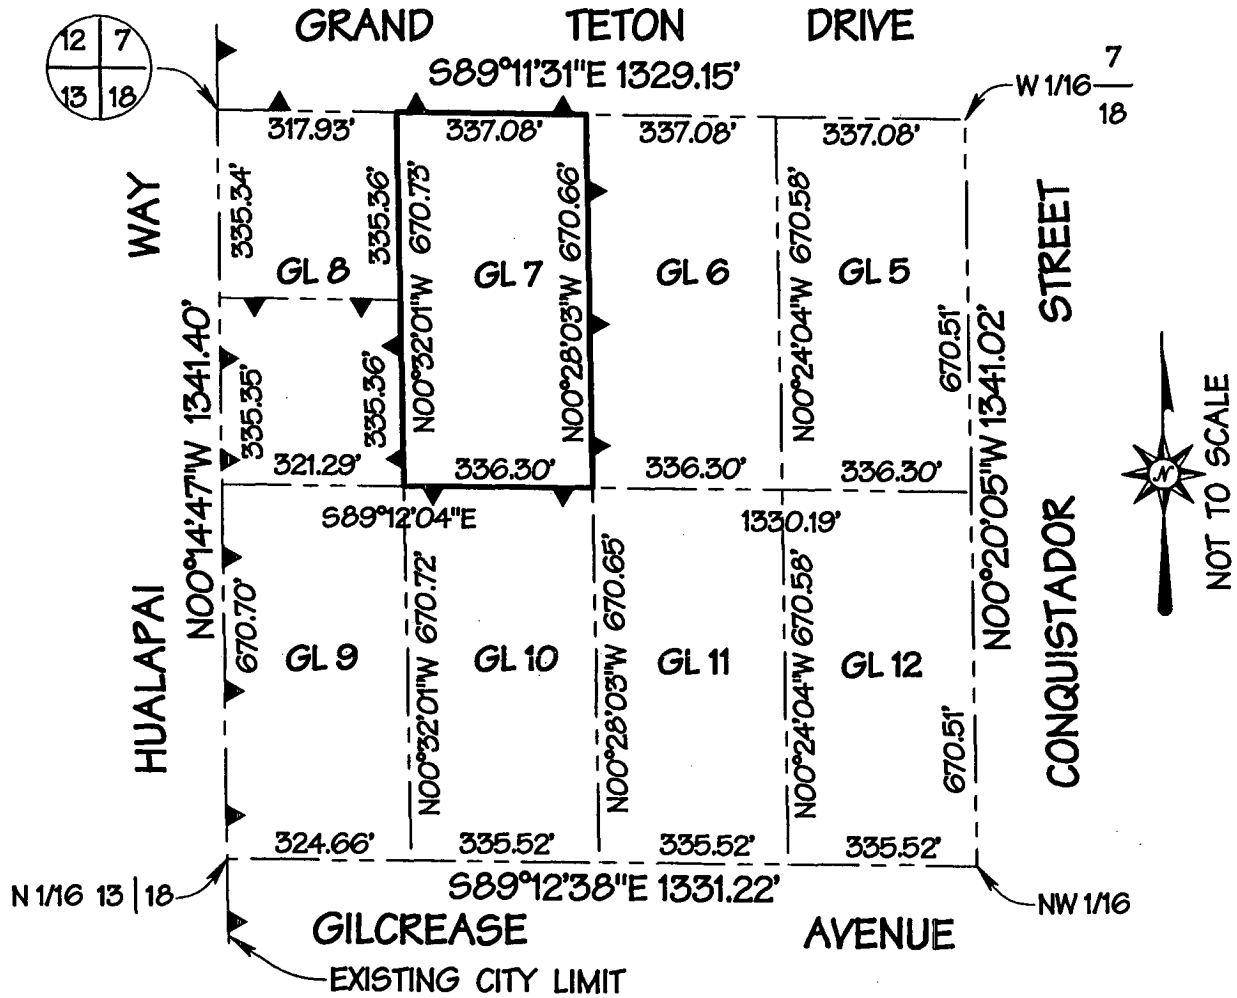 GRAND TETON DRIVE
12 7
13 18
S89°11'31"E 1329.15'
W 1/16 7
18
317.93' 337.08' 337.08' 337.08'
WAY
335.34'
335.36'
N00°32'01"W 670.73'
N00°28'03"W 670.66'
N00°24'04"W 670.58'
STREET
GL 8 GL 7 GL 6 GL 5
N00°14'47"W 1341.40'
335.35'
335.36'
670.51'
N00°20'05"W 1341.02'
NOT TO SCALE
N
321.29' 336.30' 336.30' 336.30'
S89°12'04"E 1330.19'
HUALAPAI
670.70'
N00°32'01"W 670.72'
N00°28'03"W 670.65'
N00°24'04"W 670.58'
670.51'
CONQUISTADOR
GL 9 GL 10 GL 11 GL 12
324.66' 335.52' 335.52' 335.52'
N 1/16 13 | 18
S89°12'38"E 1331.22'
NW 1/16
GILCREASE AVENUE
EXISTING CITY LIMIT